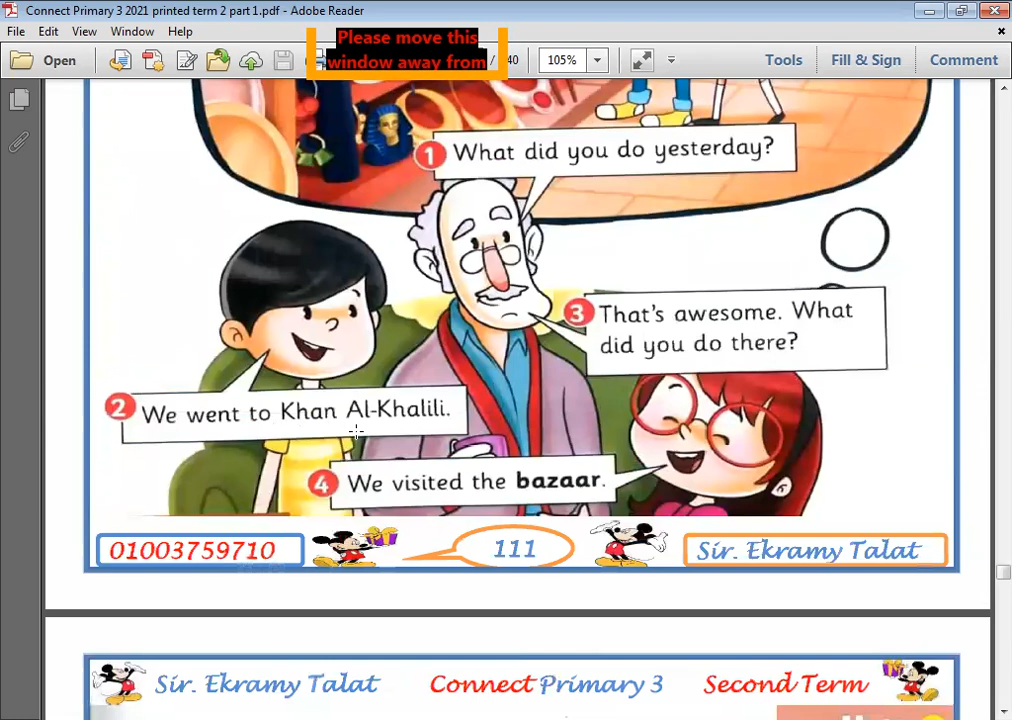 Connect Primary 3 2021 printed term 2 part 1.pdf - Adobe Reader
File Edit View Window Help
Please move this
window away from
Open / 40 105% Tools Fill & Sign Comment
1 What did you do yesterday?
3 That's awesome. What
did you do there?
2 We went to Khan Al-Khalili.
4 We visited the bazaar.
01003759710 111 Sir. Ekramy Talat
Sir. Ekramy Talat Connect Primary 3 Second Term